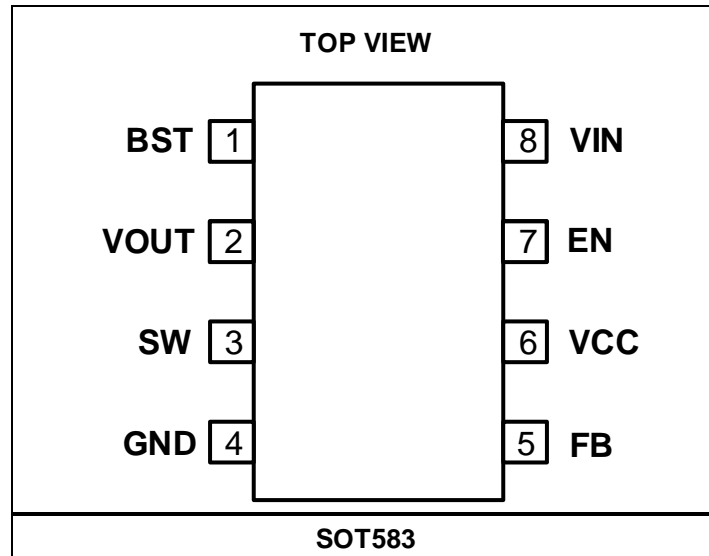 TOP VIEW
BST 1 8 VIN
VOUT 2 7 EN
SW 3 6 VCC
GND 4 5 FB
SOT583